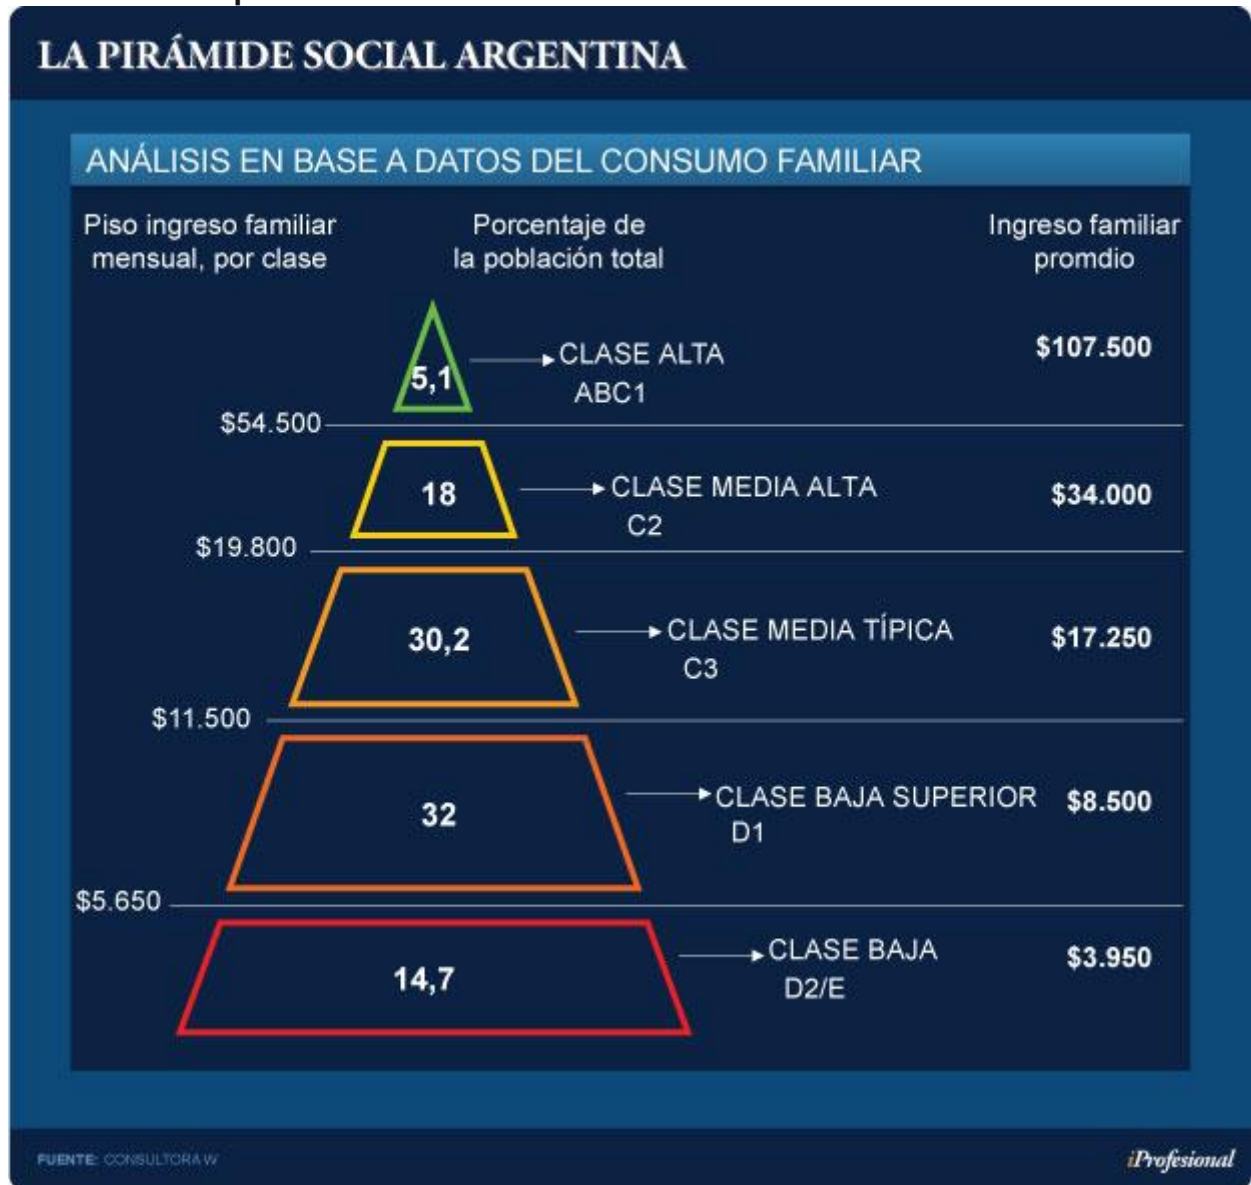 LA PIRÁMIDE SOCIAL ARGENTINA
ANÁLISIS EN BASE A DATOS DEL CONSUMO FAMILIAR
Piso ingreso familiar
mensual, por clase
Porcentaje de
la población total
Ingreso familiar
promdio
5,1
CLASE ALTA
ABC1
$107.500
$54.500
18
CLASE MEDIA ALTA
C2
$34.000
$19.800
30,2
CLASE MEDIA TÍPICA
C3
$17.250
$11.500
32
CLASE BAJA SUPERIOR
D1
$8.500
$5.650
14,7
CLASE BAJA
D2/E
$3.950
FUENTE: CONSULTORA W
iProfesional